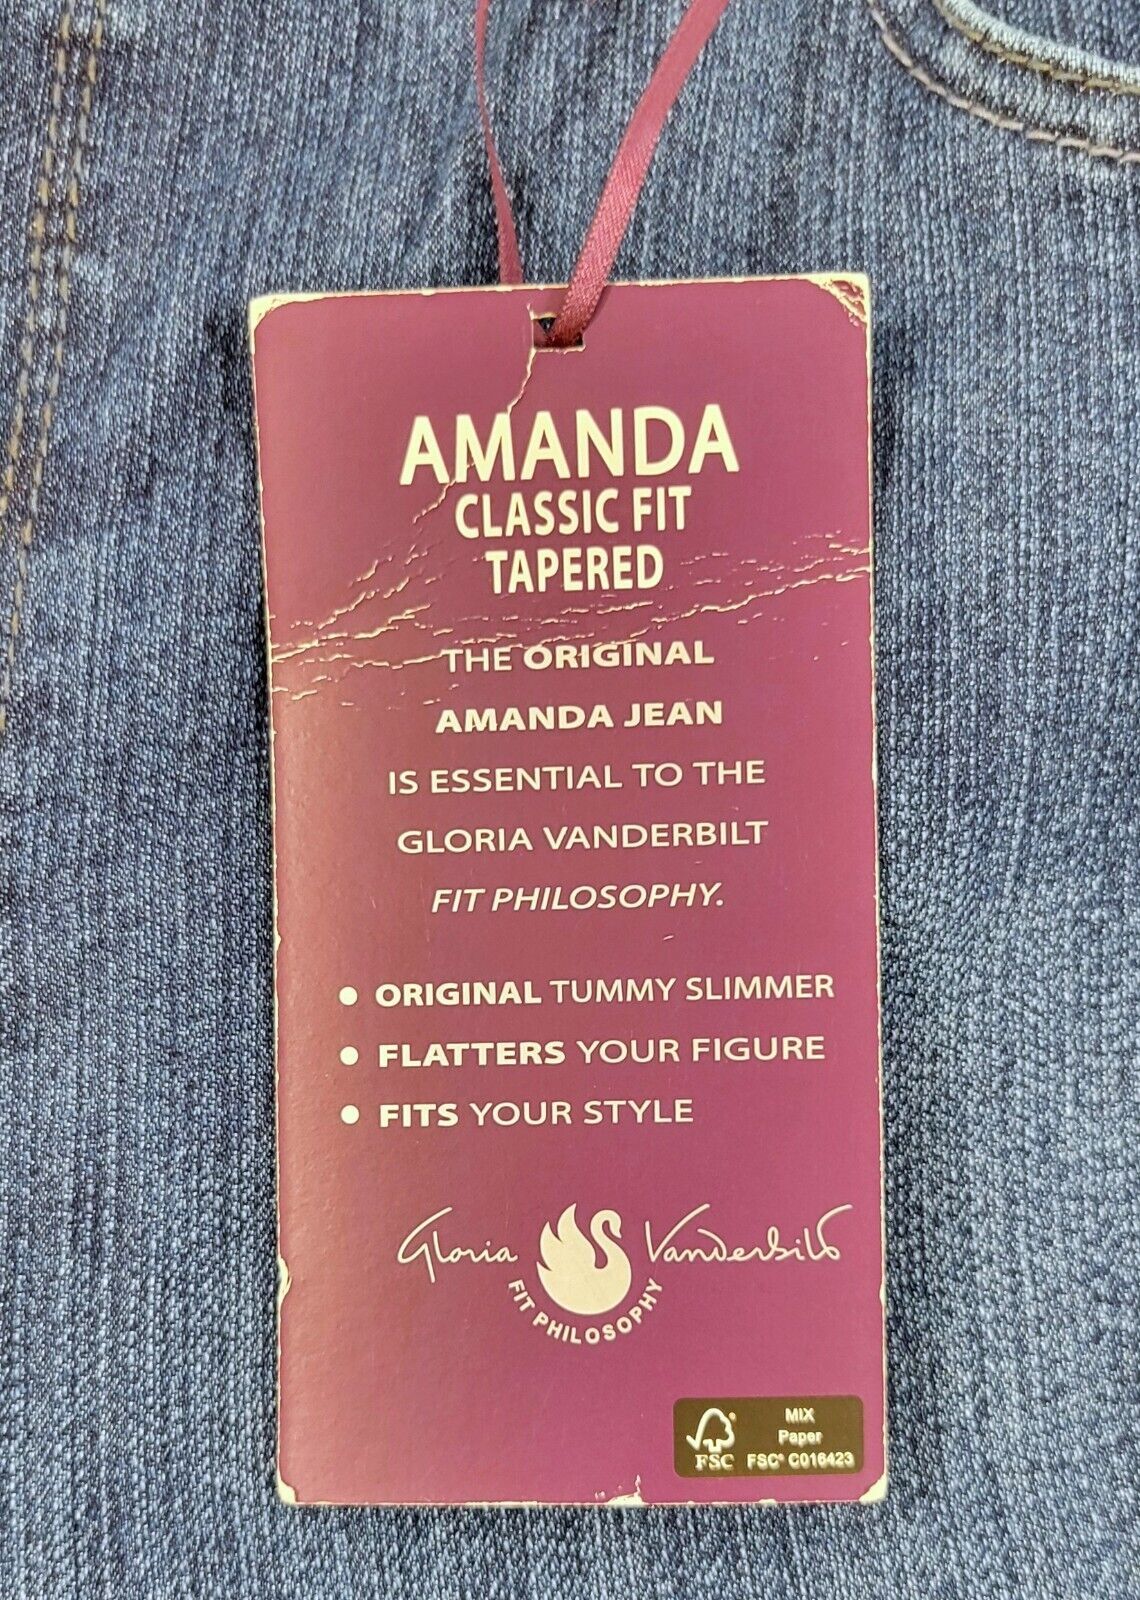 AMANDA
CLASSIC FIT
TAPERED
THE ORIGINAL
AMANDA JEAN
IS ESSENTIAL TO THE
GLORIA VANDERBILT
FIT PHILOSOPHY.
• ORIGINAL TUMMY SLIMMER
• FLATTERS YOUR FIGURE
• FITS YOUR STYLE
Gloria Vanderbilt
FIT PHILOSOPHY
MIX
Paper
FSC FSC® C016423